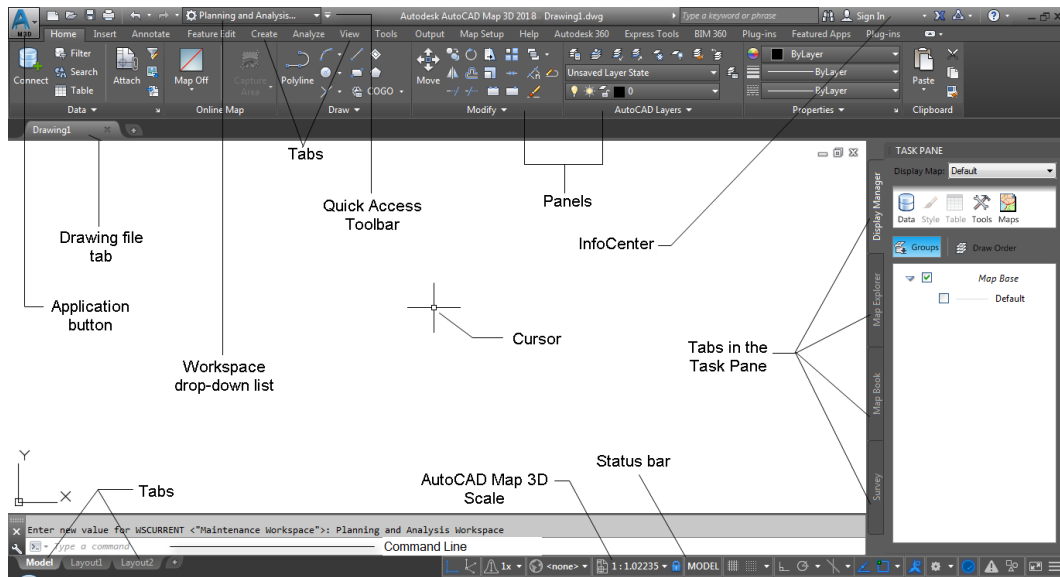 Planning and Analysis... Autodesk AutoCAD Map 3D 2018 Drawing1.dwg Type a keyword or phrase Sign In
M3D Home Insert Annotate Feature Edit Create Analyze View Tools Output Map Setup Help Autodesk 360 Express Tools BIM 360 Plug-ins Featured Apps Plug-ins
Connect Filter Search Table Attach
Map Off Capture Area
Polyline COGO
Move
Unsaved Layer State
0
ByLayer
ByLayer
ByLayer
Paste
Data Online Map Draw Modify AutoCAD Layers Properties Clipboard
Drawing1
Tabs
Quick Access
Toolbar
Panels
InfoCenter
Drawing file
tab
Application
button
Workspace
drop-down list
Cursor
Tabs in the
Task Pane
TASK PANE
Display Map: Default
Data Style Table Tools Maps
Groups Draw Order
Map Base
Default
Display Manager
Map Explorer
Map Book
Survey
Y
X
Tabs
AutoCAD Map 3D
Scale
Status bar
Enter new value for WSCURRENT <"Maintenance Workspace">: Planning and Analysis Workspace
Type a command
Command Line
Model Layout1 Layout2 +
1x <none> 1 : 1.02235 MODEL